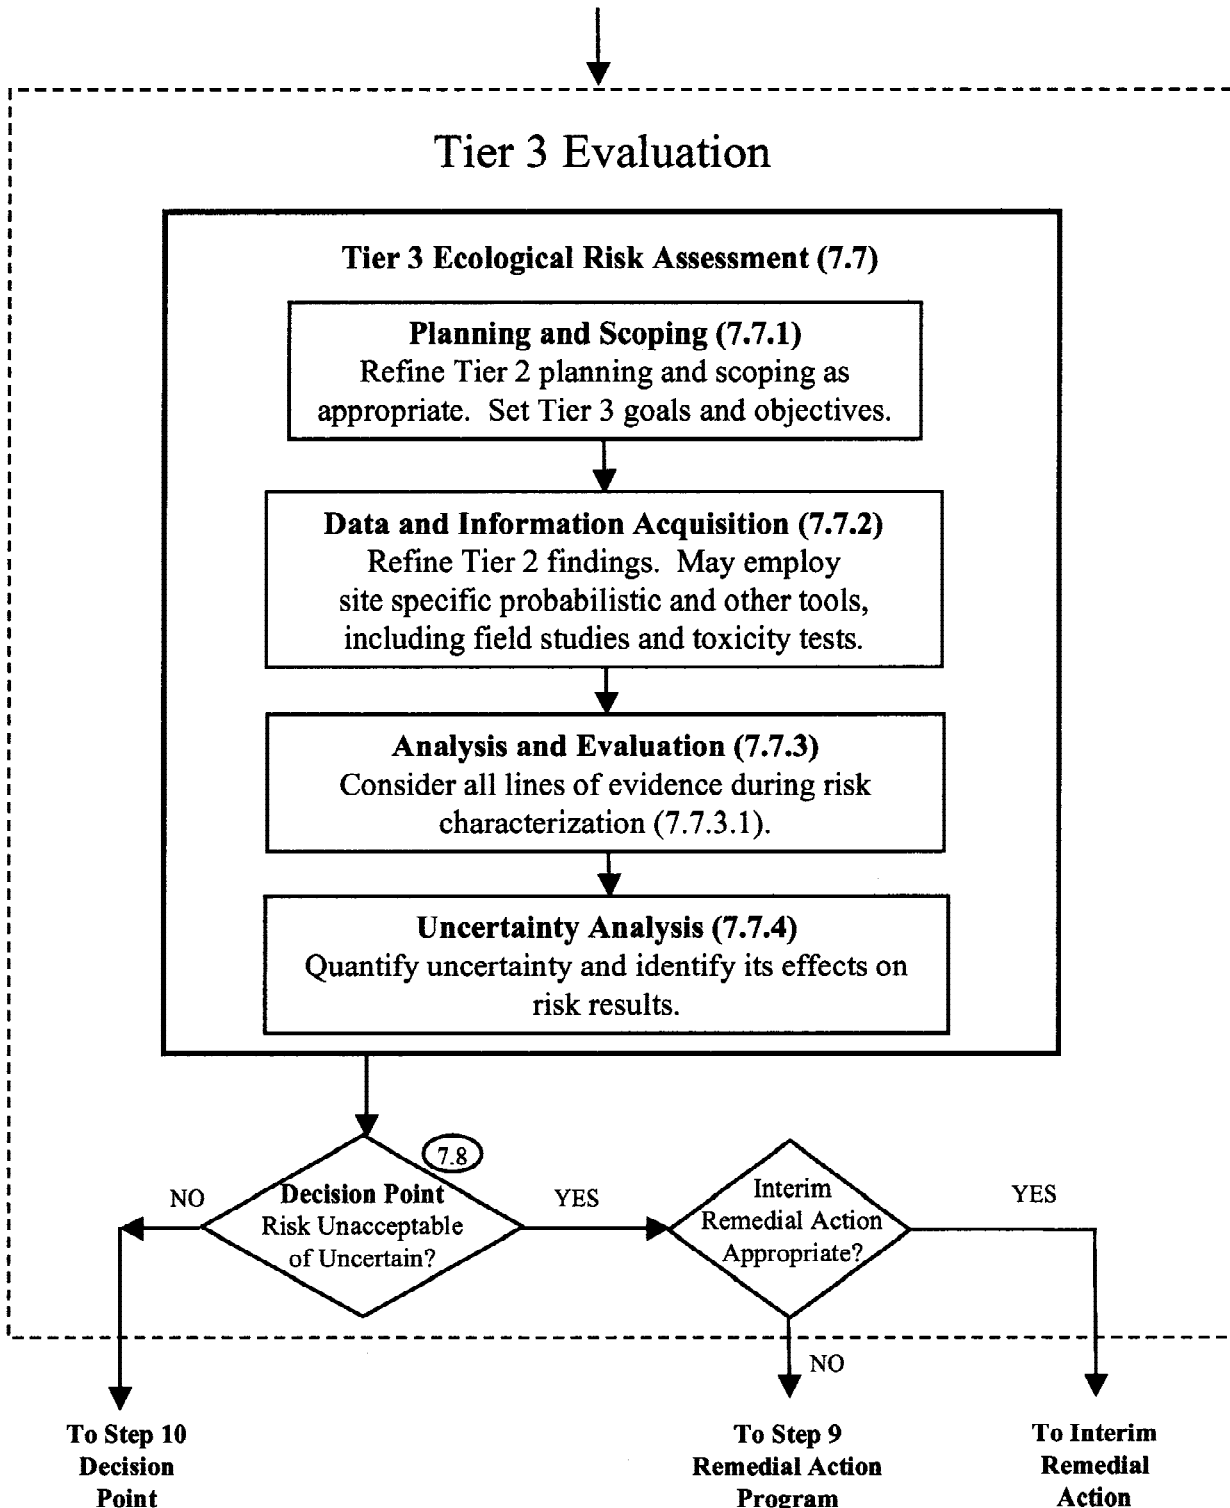 Tier 3 Evaluation
Tier 3 Ecological Risk Assessment (7.7)
Planning and Scoping (7.7.1)
Refine Tier 2 planning and scoping as
appropriate. Set Tier 3 goals and objectives.
Data and Information Acquisition (7.7.2)
Refine Tier 2 findings. May employ
site specific probabilistic and other tools,
including field studies and toxicity tests.
Analysis and Evaluation (7.7.3)
Consider all lines of evidence during risk
characterization (7.7.3.1).
Uncertainty Analysis (7.7.4)
Quantify uncertainty and identify its effects on
risk results.
7.8
NO
Decision Point
Risk Unacceptable
of Uncertain?
YES
Interim
Remedial Action
Appropriate?
YES
NO
To Step 10
Decision
Point
To Step 9
Remedial Action
Program
To Interim
Remedial
Action